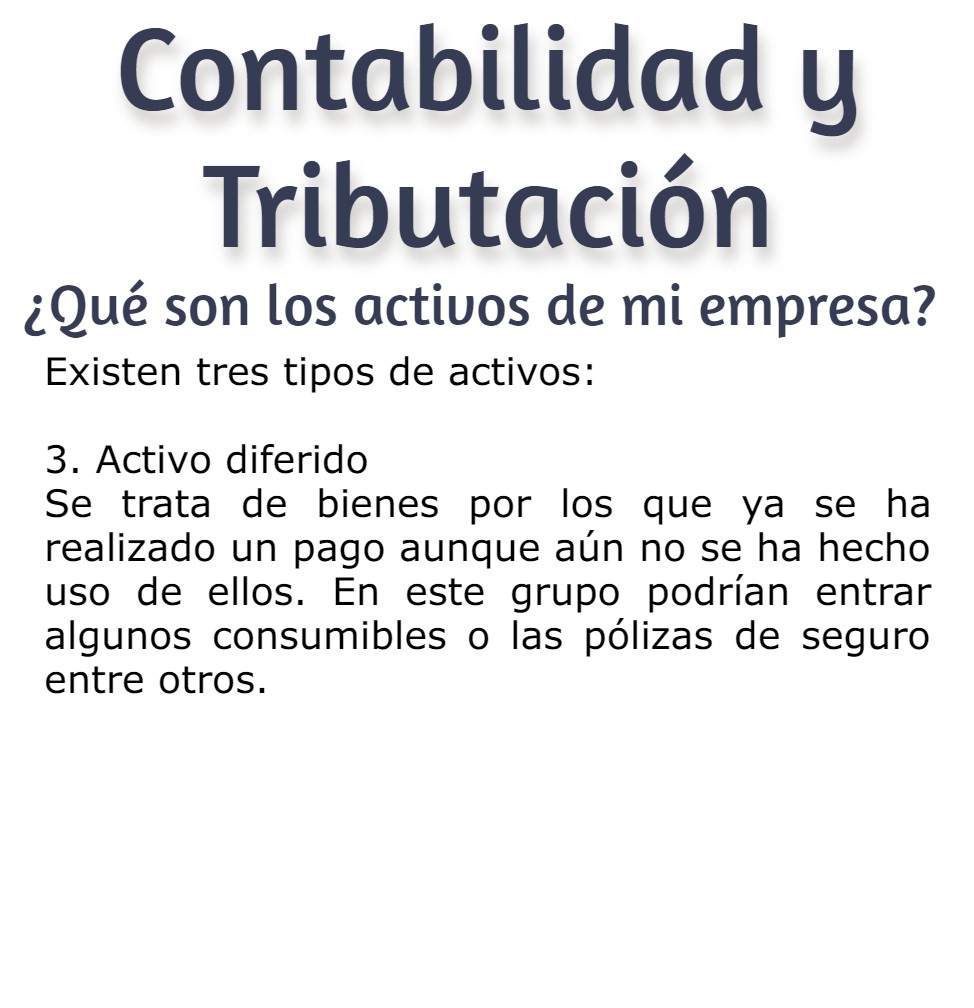 Contabilidad y
Tributación
¿Qué son los activos de mi empresa?
Existen tres tipos de activos:
3. Activo diferido
Se trata de bienes por los que ya se ha
realizado un pago aunque aún no se ha hecho
uso de ellos. En este grupo podrían entrar
algunos consumibles o las pólizas de seguro
entre otros.